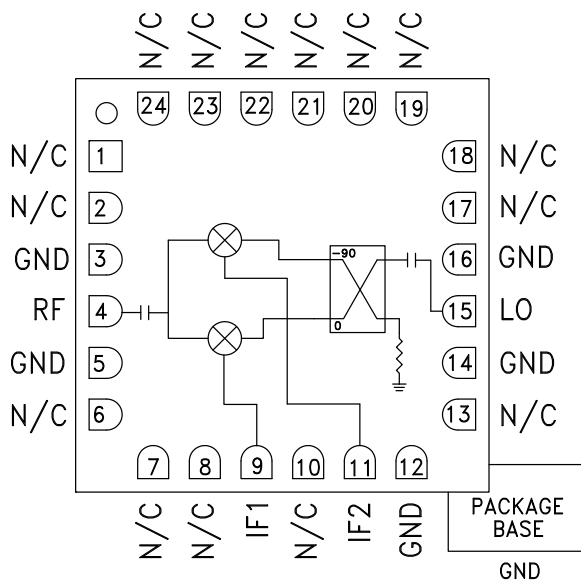 N/C N/C N/C N/C N/C N/C
24 23 22 21 20 19
N/C 1 18 N/C
N/C 2 17 N/C
GND 3 -90 16 GND
RF 4 15 LO
0
GND 5 14 GND
N/C 6 13 N/C
7 8 9 10 11 12
N/C N/C IF1 N/C IF2 GND
PACKAGE
BASE
GND